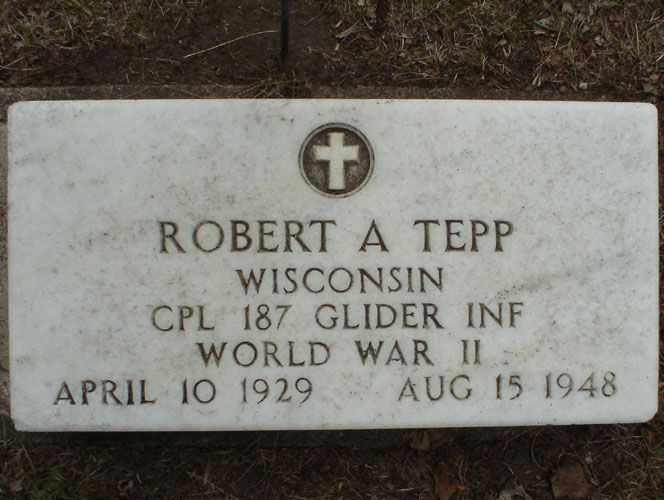 ROBERT A TEPP
WISCONSIN
CPL 187 GLIDER INF
WORLD WAR II
APRIL 10 1929 AUG 15 1948